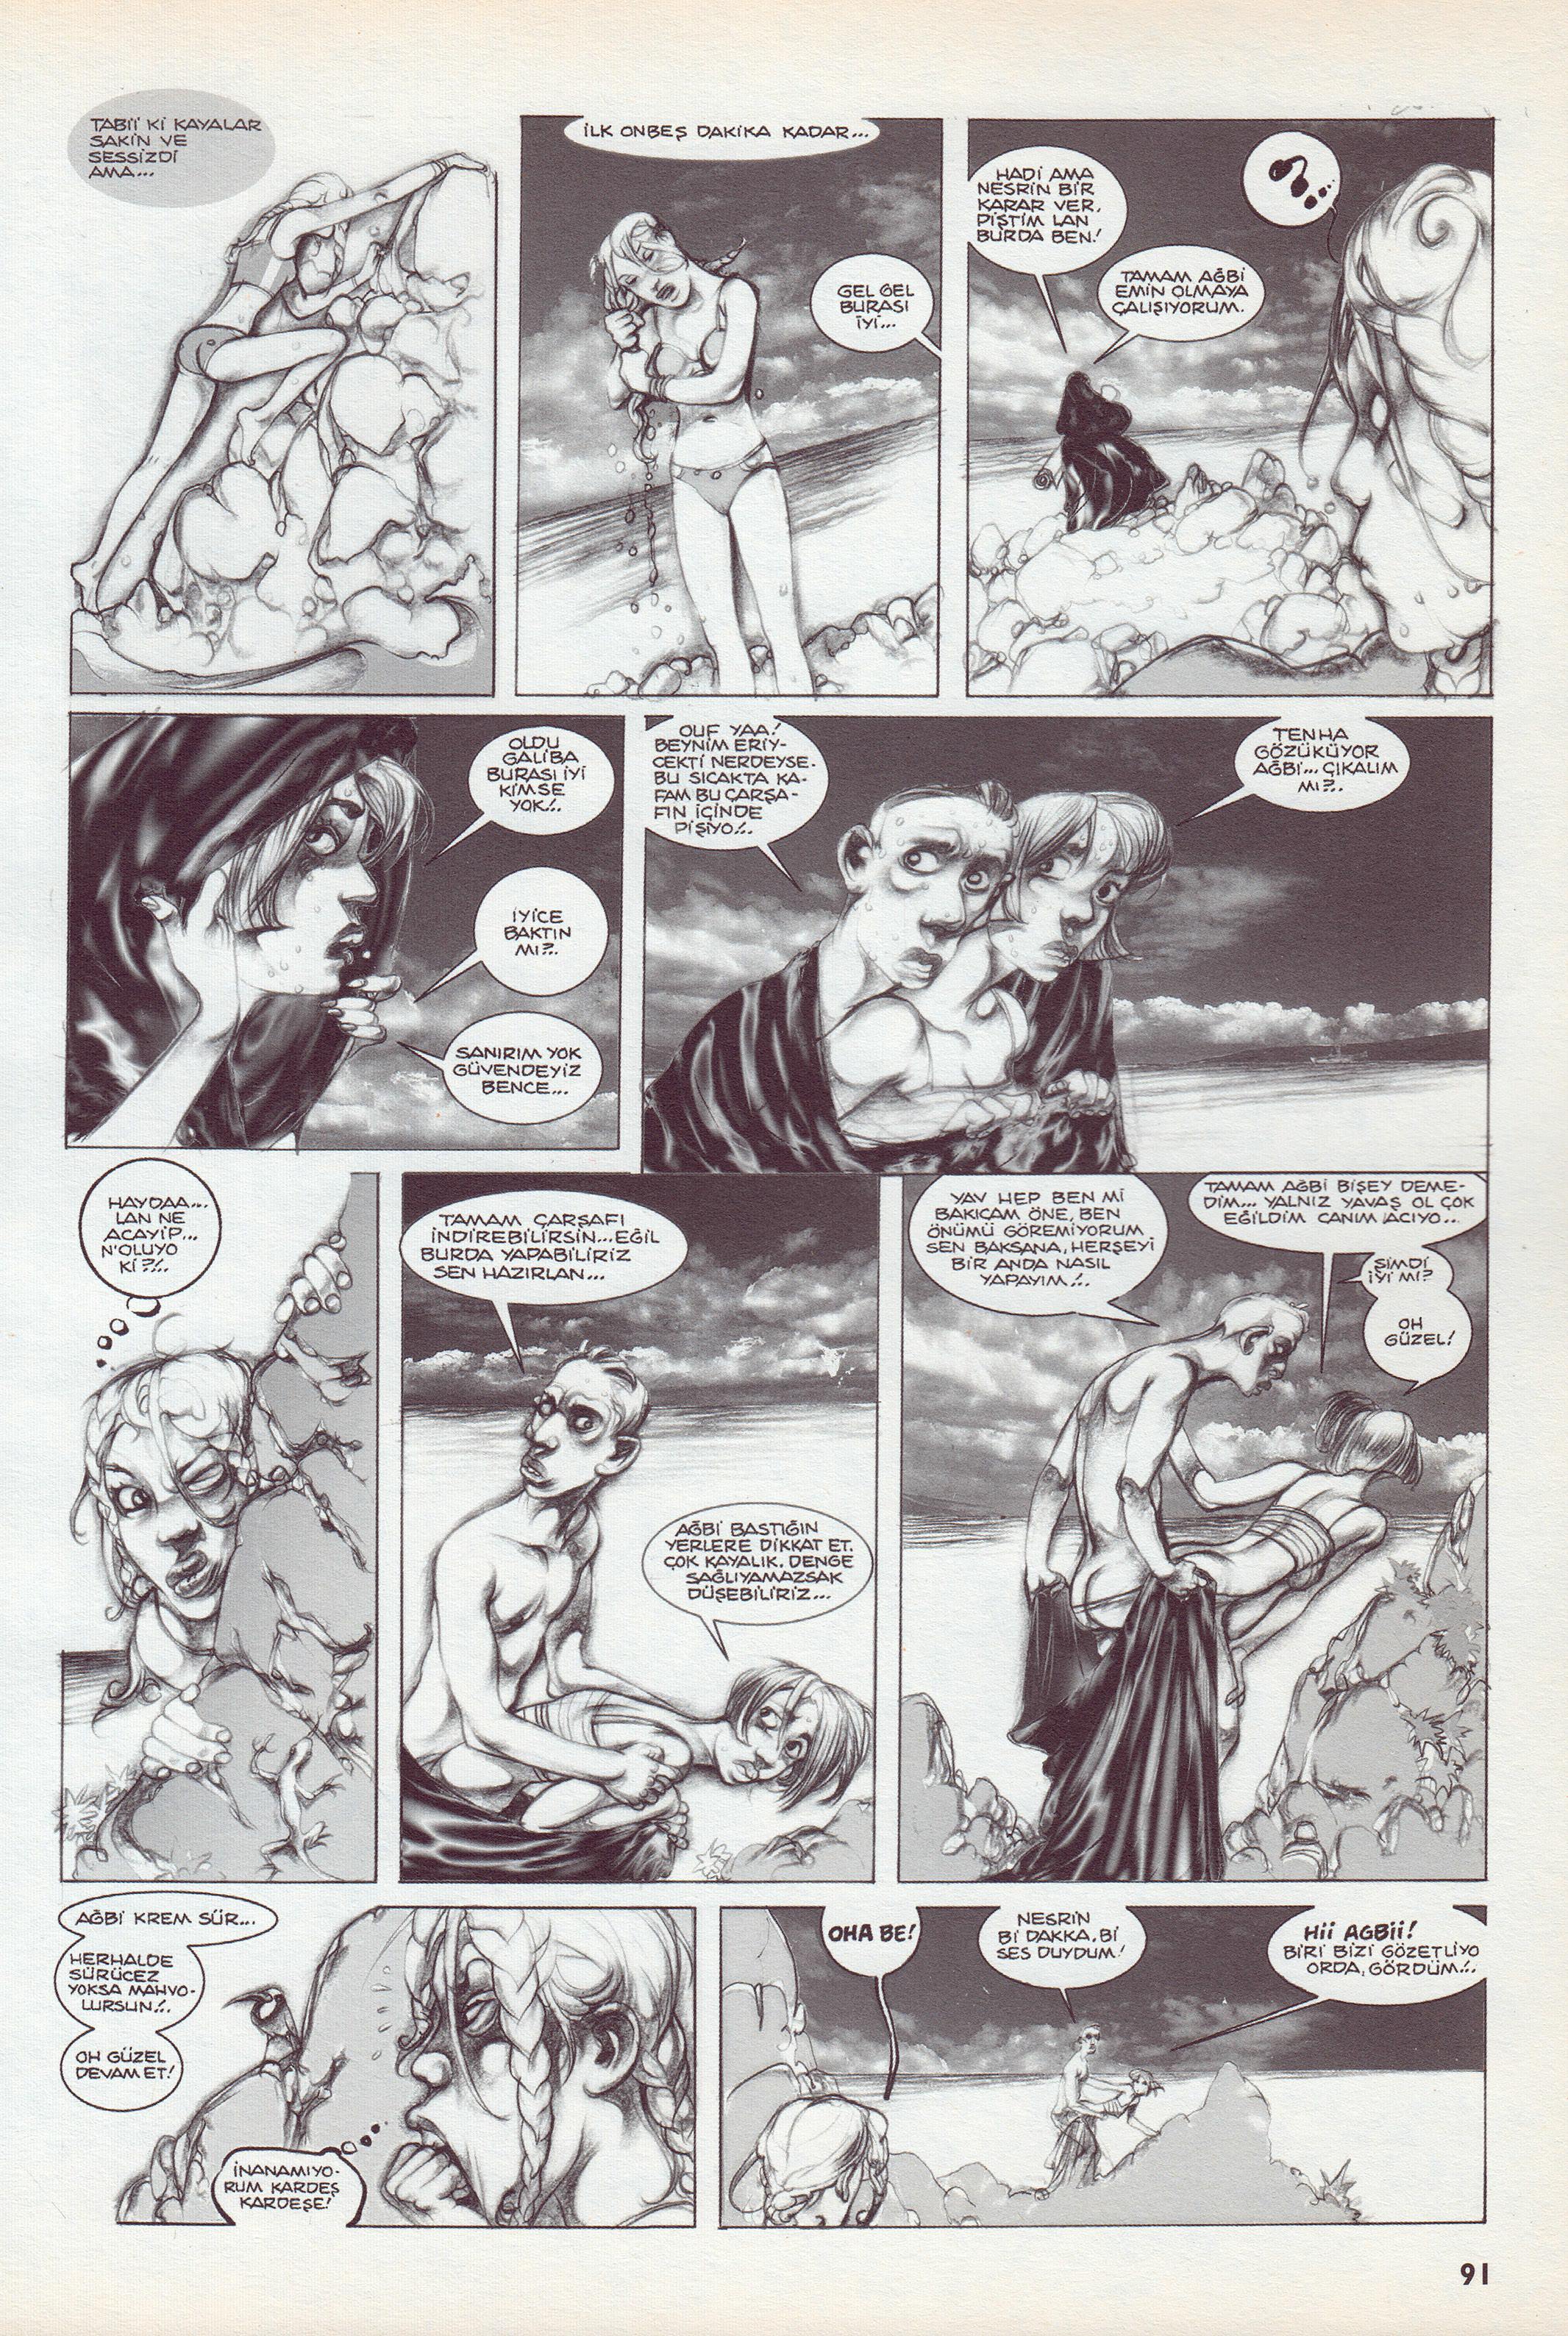 TABİİ Kİ KAYALAR
SAKİN VE
SESSİZDİ
AMA...
İLK ONBEŞ DAKİKA KADAR...
GEL GEL
BURASI
İYİ...
HADİ AMA
NESRİN BİR
KARAR VER,
PİŞTİM LAN
BURDA BEN!
TAMAM AĞBİ
EMİN OLMAYA
ÇALIŞIYORUM.
OLDU
GALİBA
BURASI İYİ
KİMSE
YOK!..
İYİCE
BAKTIN
MI?..
SANIRIM YOK
GÜVENDEYİZ
BENCE...
OUF YAA!
BEYNİM ERİY-
CEKTİ NERDEYSE.
BU SICAKTA KA-
FAM BU ÇARŞA-
FIN İÇİNDE
PİŞİYO!..
TENHA
GÖZÜKÜYOR
AĞBİ... ÇIKALIM
MI?..
HAYDAA...
LAN NE
ACAYİP...
N'OLUYO
Kİ?!..
TAMAM ÇARŞAFI
İNDİREBİLİRSİN...EĞİL
BURDA YAPABİLİRİZ
SEN HAZIRLAN...
AĞBİ BASTIĞIN
YERLERE DİKKAT ET.
ÇOK KAYALIK. DENGE
SAĞLIYAMAZSAK
DÜŞEBİLİRİZ...
YAV HEP BEN Mİ
BAKICAM ÖNE, BEN
ÖNÜMÜ GÖREMİYORUM
SEN BAKSANA, HERŞEYİ
BİR ANDA NASIL
YAPAYIM!..
TAMAM AĞBİ BİŞEY DEME-
DİM... YALNIZ YAVAŞ OL ÇOK
EĞİLDİM CANIM ACIYO...
ŞİMDİ
İYİ Mİ?
OH
GÜZEL!
AĞBİ KREM SÜR...
HERHALDE
SÜRÜCEZ
YOKSA MAHVO-
LURSUN!..
OH GÜZEL
DEVAM ET!
İNANAMIYO-
RUM KARDEŞ
KARDEŞE!
OHA BE!
NESRİN
Bİ DAKKA, Bİ
SES DUYDUM!
Hİİ AGBİİ!
BİRİ BİZİ GÖZETLİYO
ORDA, GÖRDÜM!..
91